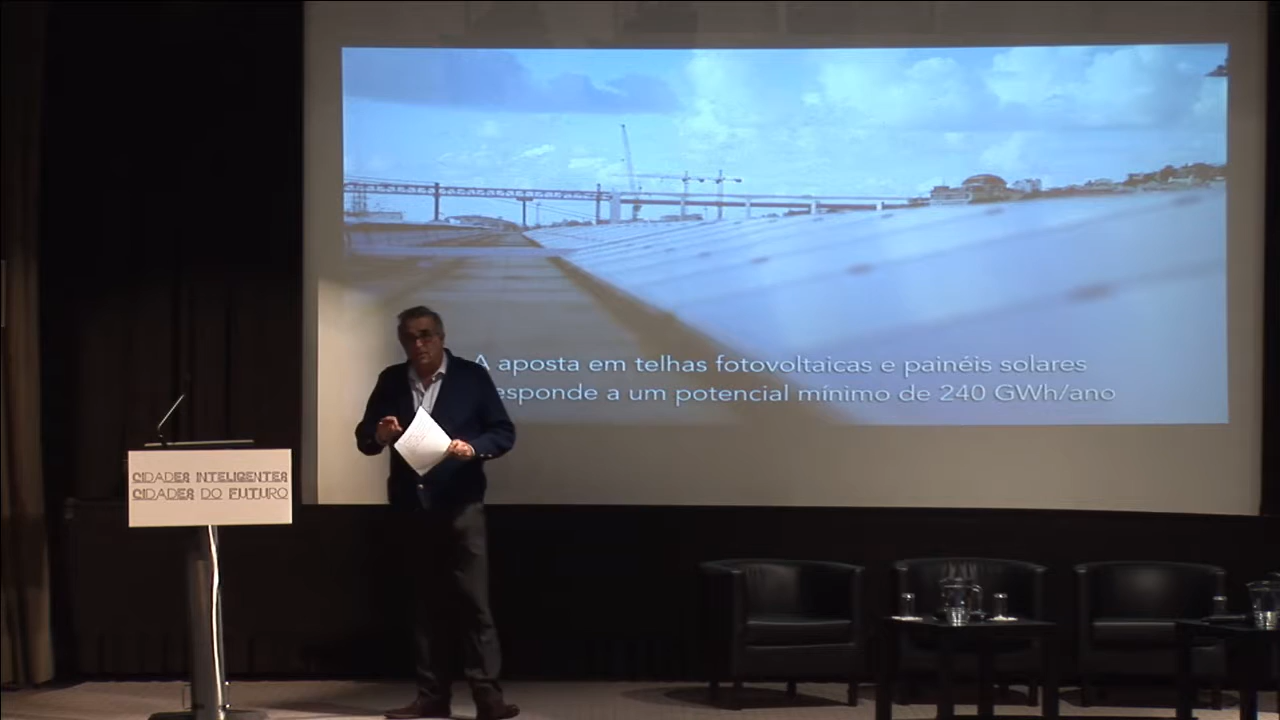 A aposta em telhas fotovoltaicas e painéis solares
esponde a um potencial mínimo de 240 GWh/ano
CIDADES INTELIGENTES
CIDADES DO FUTURO